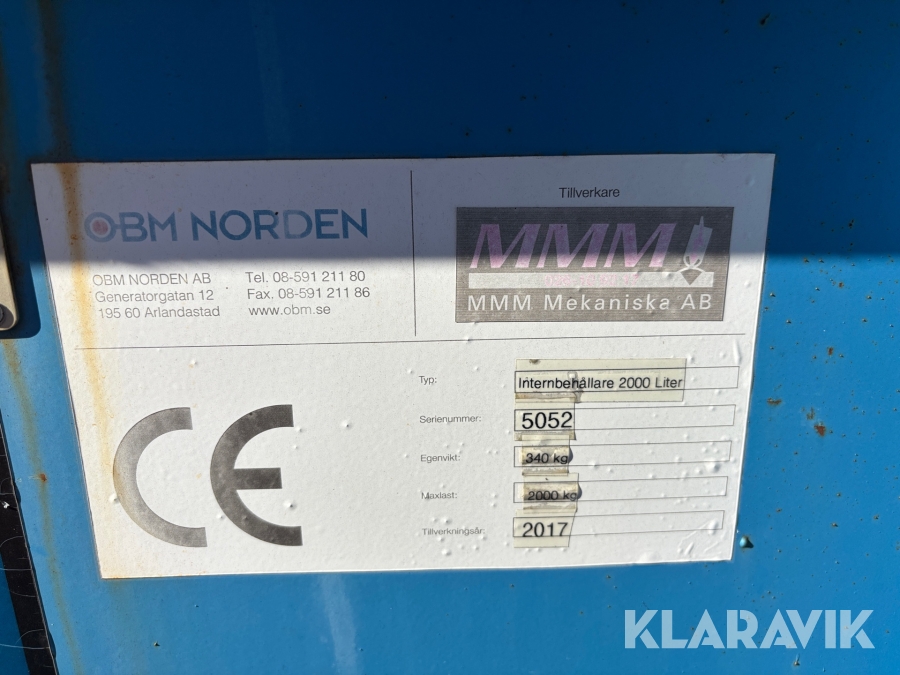 OBM NORDEN
OBM NORDEN AB
Generatorgatan 12
195 60 Arlandastad
Tel. 08-591 211 80
Fax. 08-591 211 86
www.obm.se
Tillverkare
MMM
MMM Mekaniska AB
CE
Typ: Internbehållare 2000 Liter
Serienummer: 5052
Egenvikt: 340 kg
Maxlast: 2000 kg
Tillverkningsår: 2017
KLARAVIK